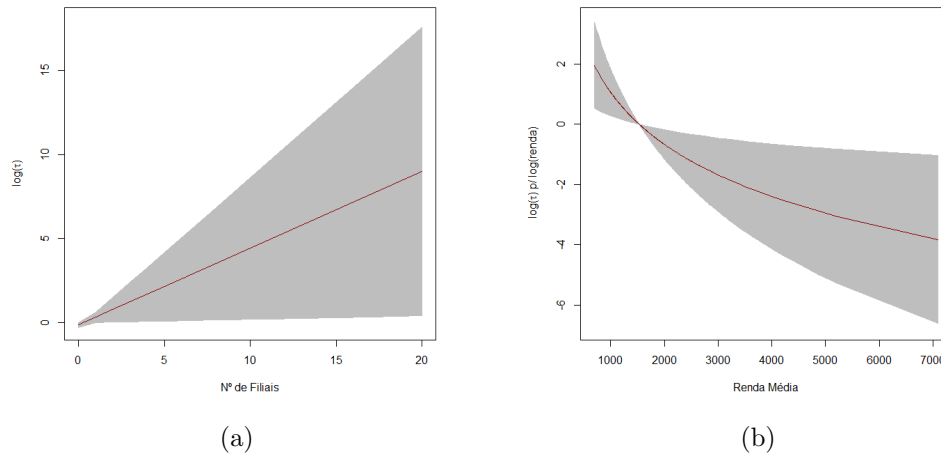 log(τ)
15
10
5
0
0 5 10 15 20
Nº de Filiais
(a)
log(τ) p/ log(renda)
2
0
-2
-4
-6
1000 2000 3000 4000 5000 6000 7000
Renda Média
(b)